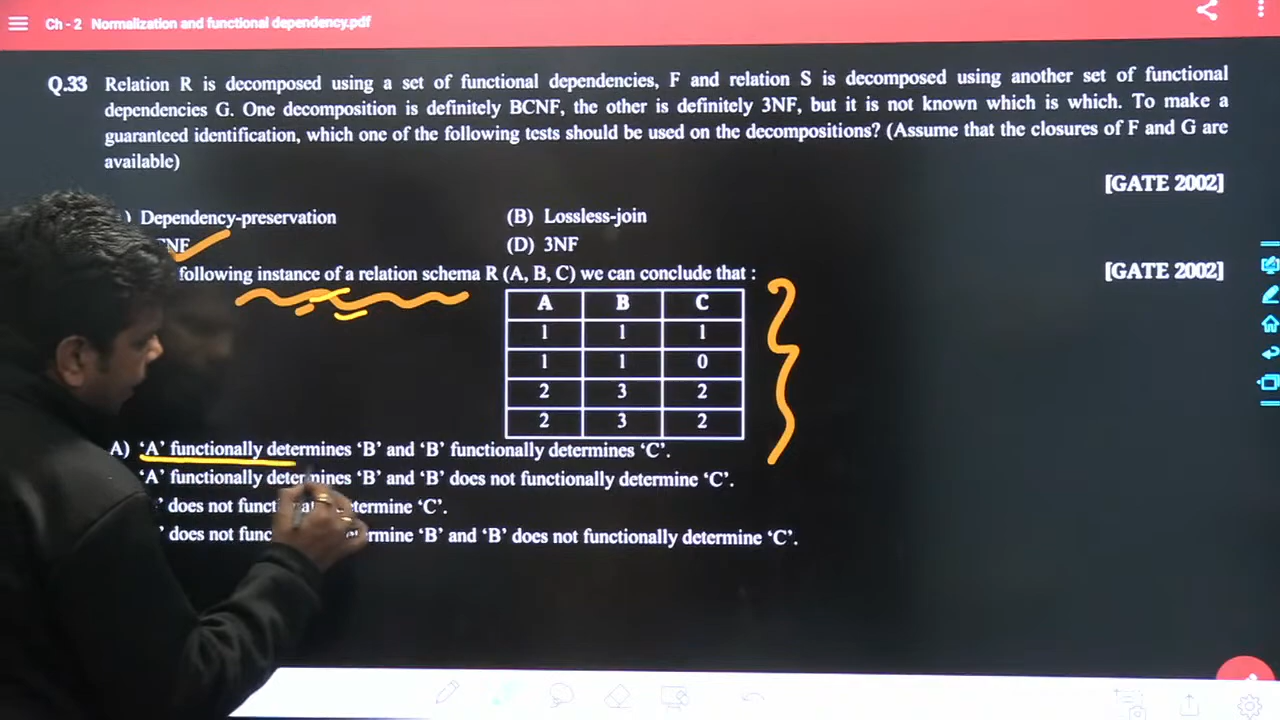 Ch - 2 Normalization and functional dependency.pdf
Q.33 Relation R is decomposed using a set of functional dependencies, F and relation S is decomposed using another set of functional
dependencies G. One decomposition is definitely BCNF, the other is definitely 3NF, but it is not known which is which. To make a
guaranteed identification, which one of the following tests should be used on the decompositions? (Assume that the closures of F and G are
available)
[GATE 2002]
) Dependency-preservation (B) Lossless-join
NF (D) 3NF
following instance of a relation schema R (A, B, C) we can conclude that : [GATE 2002]
A B C
1 1 1
1 1 0
2 3 2
2 3 2
A) ‘A’ functionally determines ‘B’ and ‘B’ functionally determines ‘C’.
‘A’ functionally determines ‘B’ and ‘B’ does not functionally determine ‘C’.
’ does not determine ‘C’.
’ does not ‘B’ and ‘B’ does not functionally determine ‘C’.